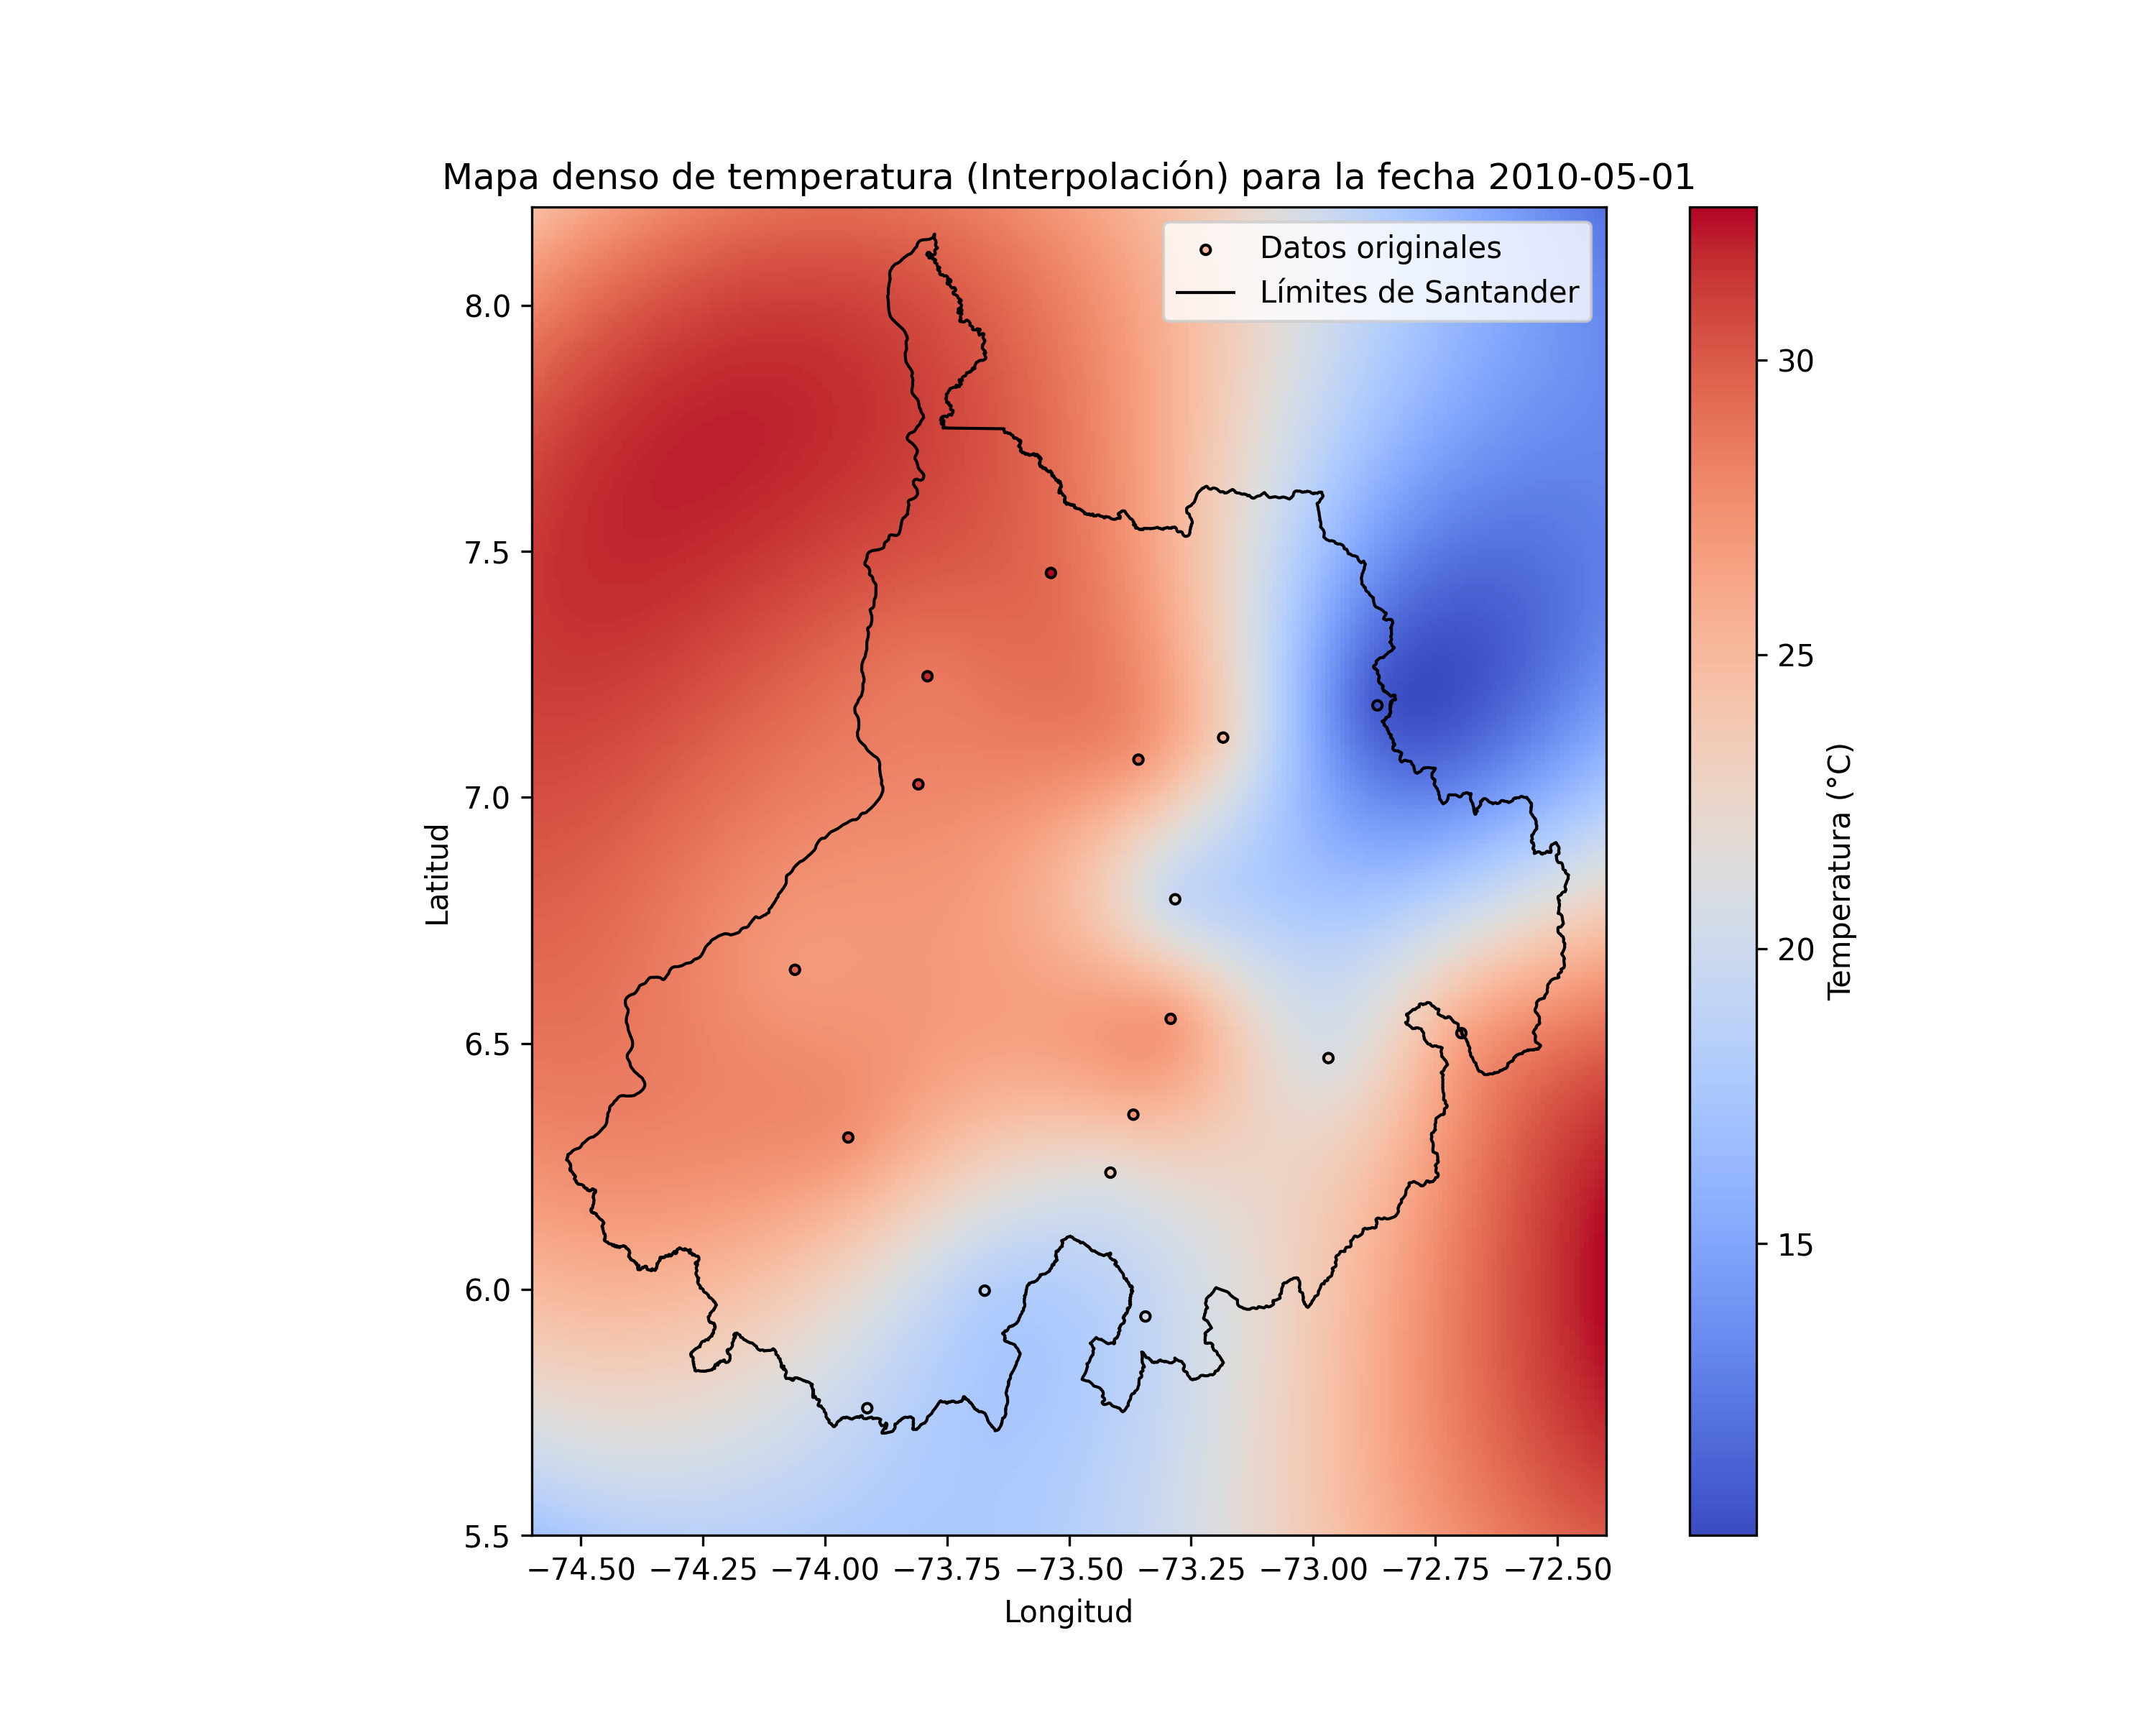 Mapa denso de temperatura (Interpolación) para la fecha 2010-05-01
Datos originales
Límites de Santander
8.0
7.5
7.0
6.5
6.0
5.5
Latitud
−74.50 −74.25 −74.00 −73.75 −73.50 −73.25 −73.00 −72.75 −72.50
Longitud
30
25
20
15
Temperatura (°C)